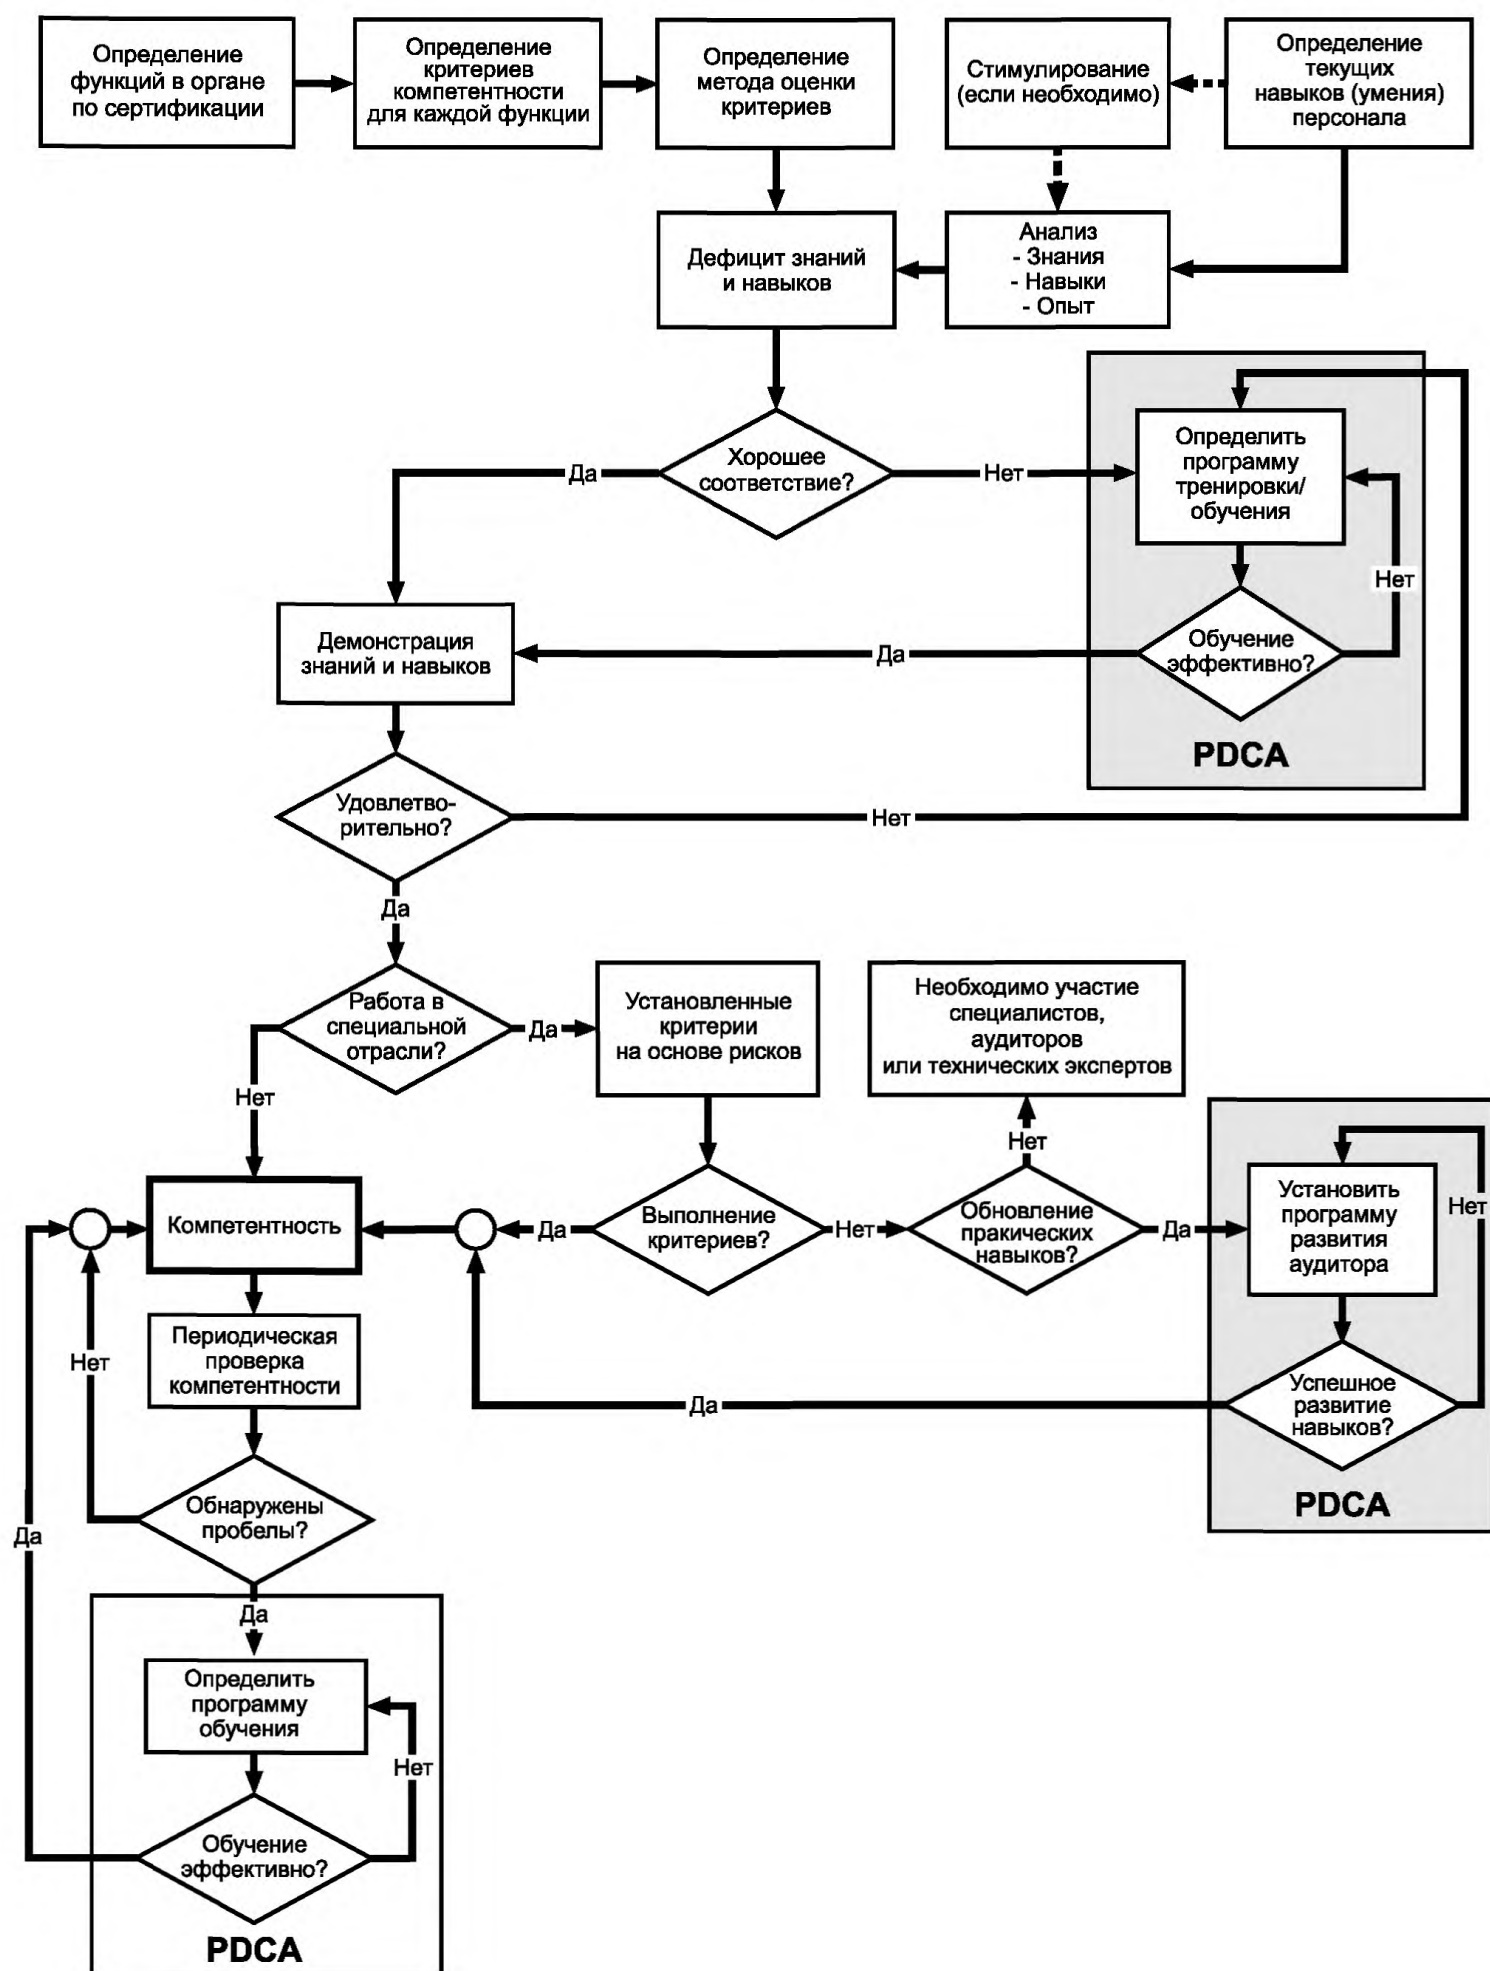 Определение
функций в органе
по сертификации
Определение
критериев
компетентности
для каждой функции
Определение
метода оценки
критериев
Стимулирование
(если необходимо)
Определение
текущих
навыков (умения)
персонала
Дефицит знаний
и навыков
Анализ
- Знания
- Навыки
- Опыт
Хорошее
соответствие?
Да
Нет
Определить
программу
тренировки/
обучения
Нет
Обучение
эффективно?
Да
PDCA
Демонстрация
знаний и навыков
Удовлетво-
рительно?
Нет
Да
Работа в
специальной
отрасли?
Да
Нет
Установленные
критерии
на основе рисков
Необходимо участие
специалистов,
аудиторов
или технических экспертов
Нет
Компетентность
Да
Выполнение
критериев?
Нет
Обновление
пракических
навыков?
Да
Установить
программу
развития
аудитора
Нет
Успешное
развитие
навыков?
Да
PDCA
Периодическая
проверка
компетентности
Нет
Обнаружены
пробелы?
Да
Да
Определить
программу
обучения
Нет
Обучение
эффективно?
PDCA